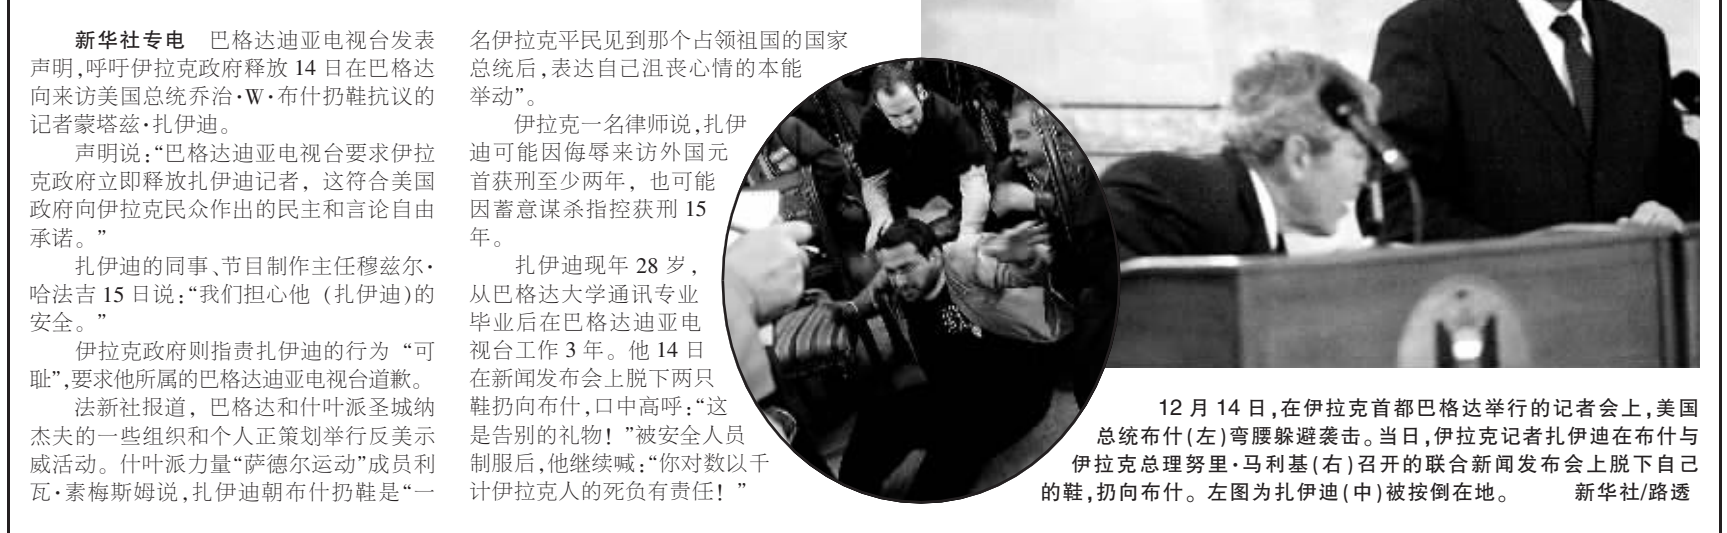 新华社专电 巴格达迪亚电视台发表
声明,呼吁伊拉克政府释放 14 日在巴格达
向来访美国总统乔治·W·布什扔鞋抗议的
记者蒙塔兹·扎伊迪。
声明说:“巴格达迪亚电视台要求伊拉
克政府立即释放扎伊迪记者, 这符合美国
政府向伊拉克民众作出的民主和言论自由
承诺。”
扎伊迪的同事、节目制作主任穆兹尔·
哈法吉 15 日说:“我们担心他 (扎伊迪)的
安全。”
伊拉克政府则指责扎伊迪的行为 “可
耻”,要求他所属的巴格达迪亚电视台道歉。
法新社报道, 巴格达和什叶派圣城纳
杰夫的一些组织和个人正策划举行反美示
威活动。什叶派力量“萨德尔运动”成员利
瓦·素梅斯姆说,扎伊迪朝布什扔鞋是“一
名伊拉克平民见到那个占领祖国的国家
总统后,表达自己沮丧心情的本能
举动”。
伊拉克一名律师说,扎伊
迪可能因侮辱来访外国元
首获刑至少两年, 也可能
因蓄意谋杀指控获刑 15
年。
扎伊迪现年 28 岁,
从巴格达大学通讯专业
毕业后在巴格达迪亚电
视台工作 3 年。他 14 日
在新闻发布会上脱下两只
鞋扔向布什,口中高呼:“这
是告别的礼物! ”被安全人员
制服后,他继续喊:“你对数以千
计伊拉克人的死负有责任! ”
12 月 14 日,在伊拉克首都巴格达举行的记者会上,美国
总统布什(左)弯腰躲避袭击。当日,伊拉克记者扎伊迪在布什与
伊拉克总理努里·马利基(右)召开的联合新闻发布会上脱下自己
的鞋,扔向布什。左图为扎伊迪(中)被按倒在地。 新华社/路透